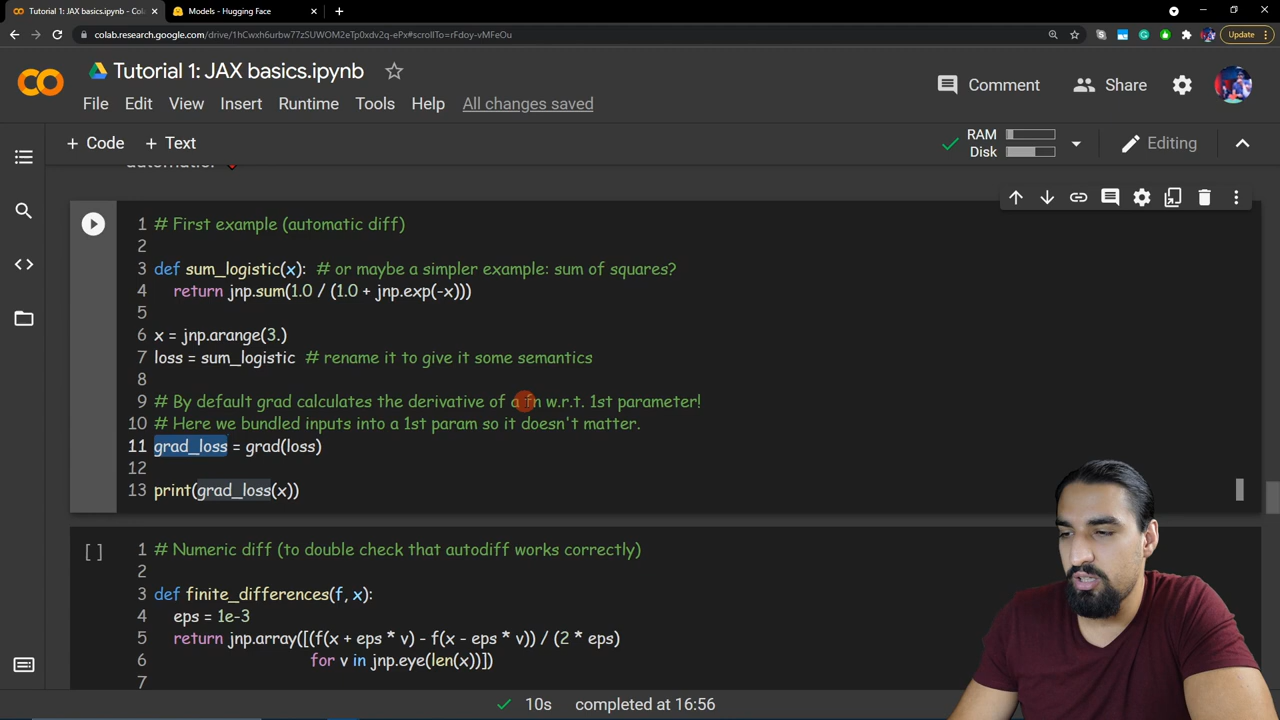 Tutorial 1: JAX basics.ipynb - Col
Models - Hugging Face
colab.research.google.com/drive/1hCwxh6urbw77zSUWOM2eTp0xdv2q-ePx#scrollTo=rFdoy-vMFeOu
Update
Tutorial 1: JAX basics.ipynb
Comment
Share
File Edit View Insert Runtime Tools Help All changes saved
+ Code + Text
RAM
Disk
Editing
automatic.
1 # First example (automatic diff)
2
3 def sum_logistic(x): # or maybe a simpler example: sum of squares?
4 return jnp.sum(1.0 / (1.0 + jnp.exp(-x)))
5
6 x = jnp.arange(3.)
7 loss = sum_logistic # rename it to give it some semantics
8
9 # By default grad calculates the derivative of a fn w.r.t. 1st parameter!
10 # Here we bundled inputs into a 1st param so it doesn't matter.
11 grad_loss = grad(loss)
12
13 print(grad_loss(x))
[ ] 1 # Numeric diff (to double check that autodiff works correctly)
2
3 def finite_differences(f, x):
4 eps = 1e-3
5 return jnp.array([(f(x + eps * v) - f(x - eps * v)) / (2 * eps)
6 for v in jnp.eye(len(x))])
7
10s completed at 16:56